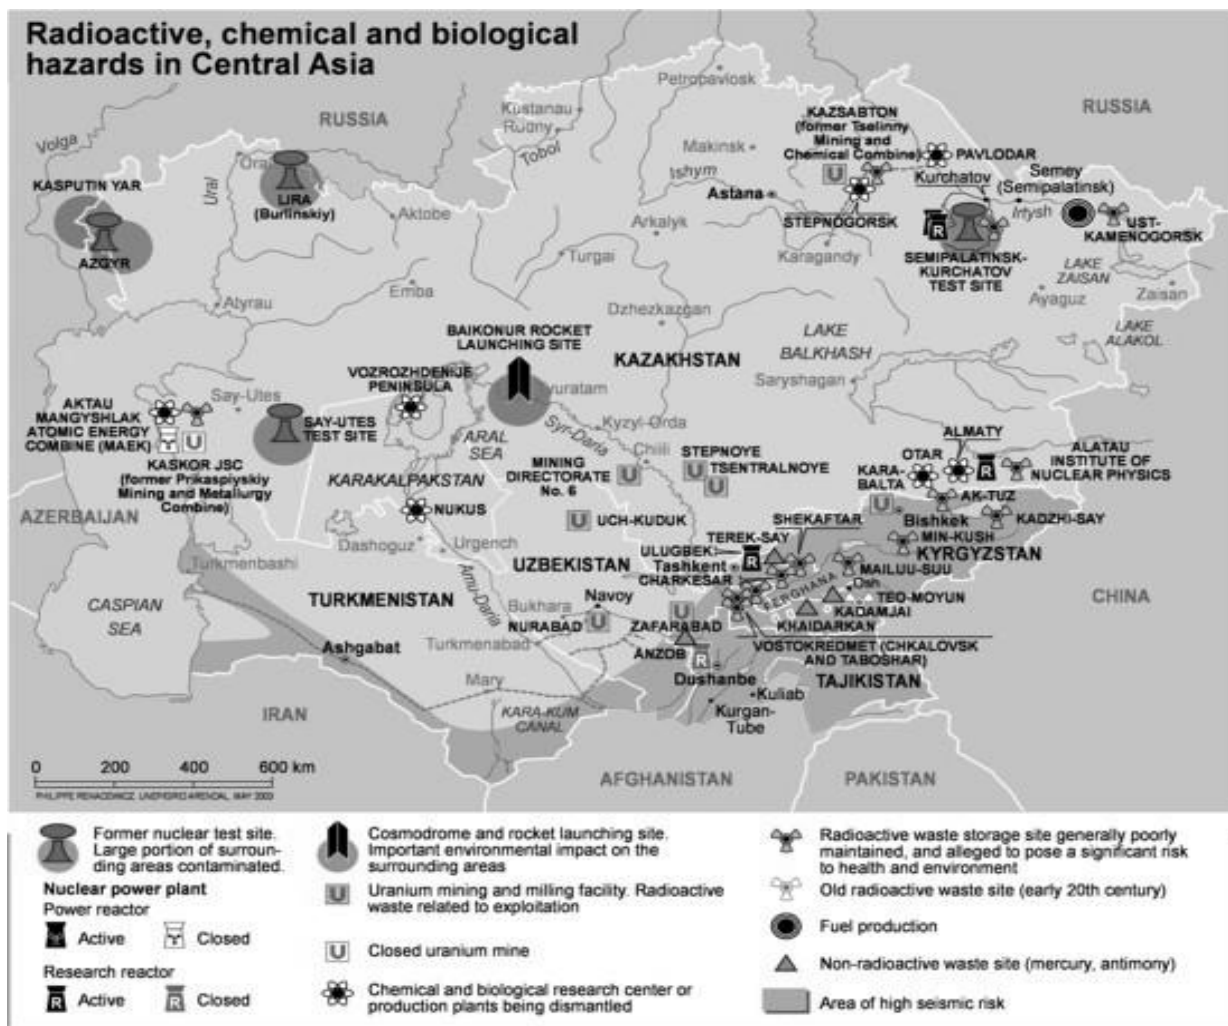 Radioactive, chemical and biological
hazards in Central Asia
RUSSIA
RUSSIA
Petropavlosk
Kustanau
Rudny
Tobol
Volga
Ural
KASPUTIN YAR
LIRA
(Burlinskiy)
AZGYR
Aktobe
Atyrau
Emba
Turgai
Arkalyk
Makinsk
Ishym
Astana
KAZSABTON
(former Tselinny
Mining and
Chemical Combine)
PAVLODAR
Kurchatov
Semey
(Semipalatinsk)
Irtysh
STEPNOGORSK
Karagandy
UST-
KAMENOGORSK
SEMIPALATINSK-
KURCHATOV
TEST SITE
LAKE
ZAISAN
Ayaguz
Zaisan
LAKE
ALAKOL
Dzhezkazgan
LAKE
BALKHASH
KAZAKHSTAN
Saryshagan
BAIKONUR ROCKET
LAUNCHING SITE
VOZROZHDENIJE
PENINSULA
uratam
Kyzyl-Orda
Syr-Daria
Chiili
ARAL
SEA
Say-Utes
SAY-UTES
TEST SITE
AKTAU
MANGYSHLAK
ATOMIC ENERGY
COMBINE (MAEK)
KASKOR JSC
(former Prikaspiyskiy
Mining and Metallurgy
Combine)
MINING
DIRECTORATE
No. 6
STEPNOYE
TSENTRALNOYE
ALMATY
OTAR
ALATAU
INSTITUTE OF
NUCLEAR PHYSICS
KARA-
BALTA
AK-TUZ
Bishkek
KADZHI-SAY
MIN-KUSH
KYRGYZSTAN
KARAKALPAKSTAN
NUKUS
UCH-KUDUK
SHEKAFTAR
TEREK-SAY
ULUGBEK
Tashkent
CHARKESAR
MAILUU-SUU
Osh
TEO-MOYUN
FERGHANA
KADAMJAI
KHAIDARKAN
VOSTOKREDMET (CHKALOVSK
AND TABOSHAR)
AZERBAIJAN
Dashoguz
Urgench
UZBEKISTAN
Turkmenbashi
TURKMENISTAN
Amu-Daria
Bukhara
Navoy
NURABAD
ZAFARABAD
ANZOB
Dushanbe
TAJIKISTAN
Kuliab
Kurgan-
Tube
CASPIAN
SEA
Ashgabat
Turkmenabad
Mary
KARA-KUM
CANAL
CHINA
IRAN
AFGHANISTAN
PAKISTAN
0 200 400 600 km
Former nuclear test site.
Large portion of surroun-
ding areas contaminated.
Nuclear power plant
Power reactor
Active
Closed
Research reactor
R Active
R Closed
Cosmodrome and rocket launching site.
Important environmental impact on the
surrounding areas
U Uranium mining and milling facility. Radioactive
waste related to exploitation
U Closed uranium mine
Chemical and biological research center or
production plants being dismantled
Radioactive waste storage site generally poorly
maintained, and alleged to pose a significant risk
to health and environment
Old radioactive waste site (early 20th century)
Fuel production
Non-radioactive waste site (mercury, antimony)
Area of high seismic risk